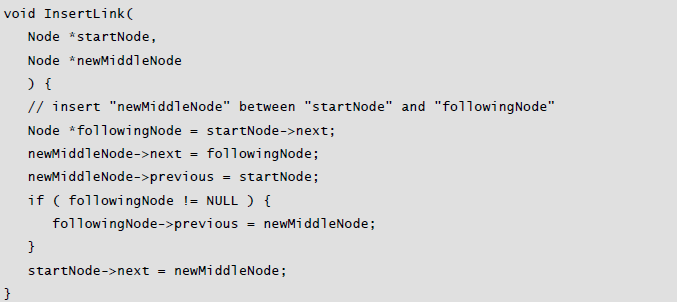 void InsertLink(
   Node *startNode,
   Node *newMiddleNode
   ) {
   // insert "newMiddleNode" between "startNode" and "followingNode"
   Node *followingNode = startNode->next;
   newMiddleNode->next = followingNode;
   newMiddleNode->previous = startNode;
   if ( followingNode != NULL ) {
      followingNode->previous = newMiddleNode;
   }
   startNode->next = newMiddleNode;
}